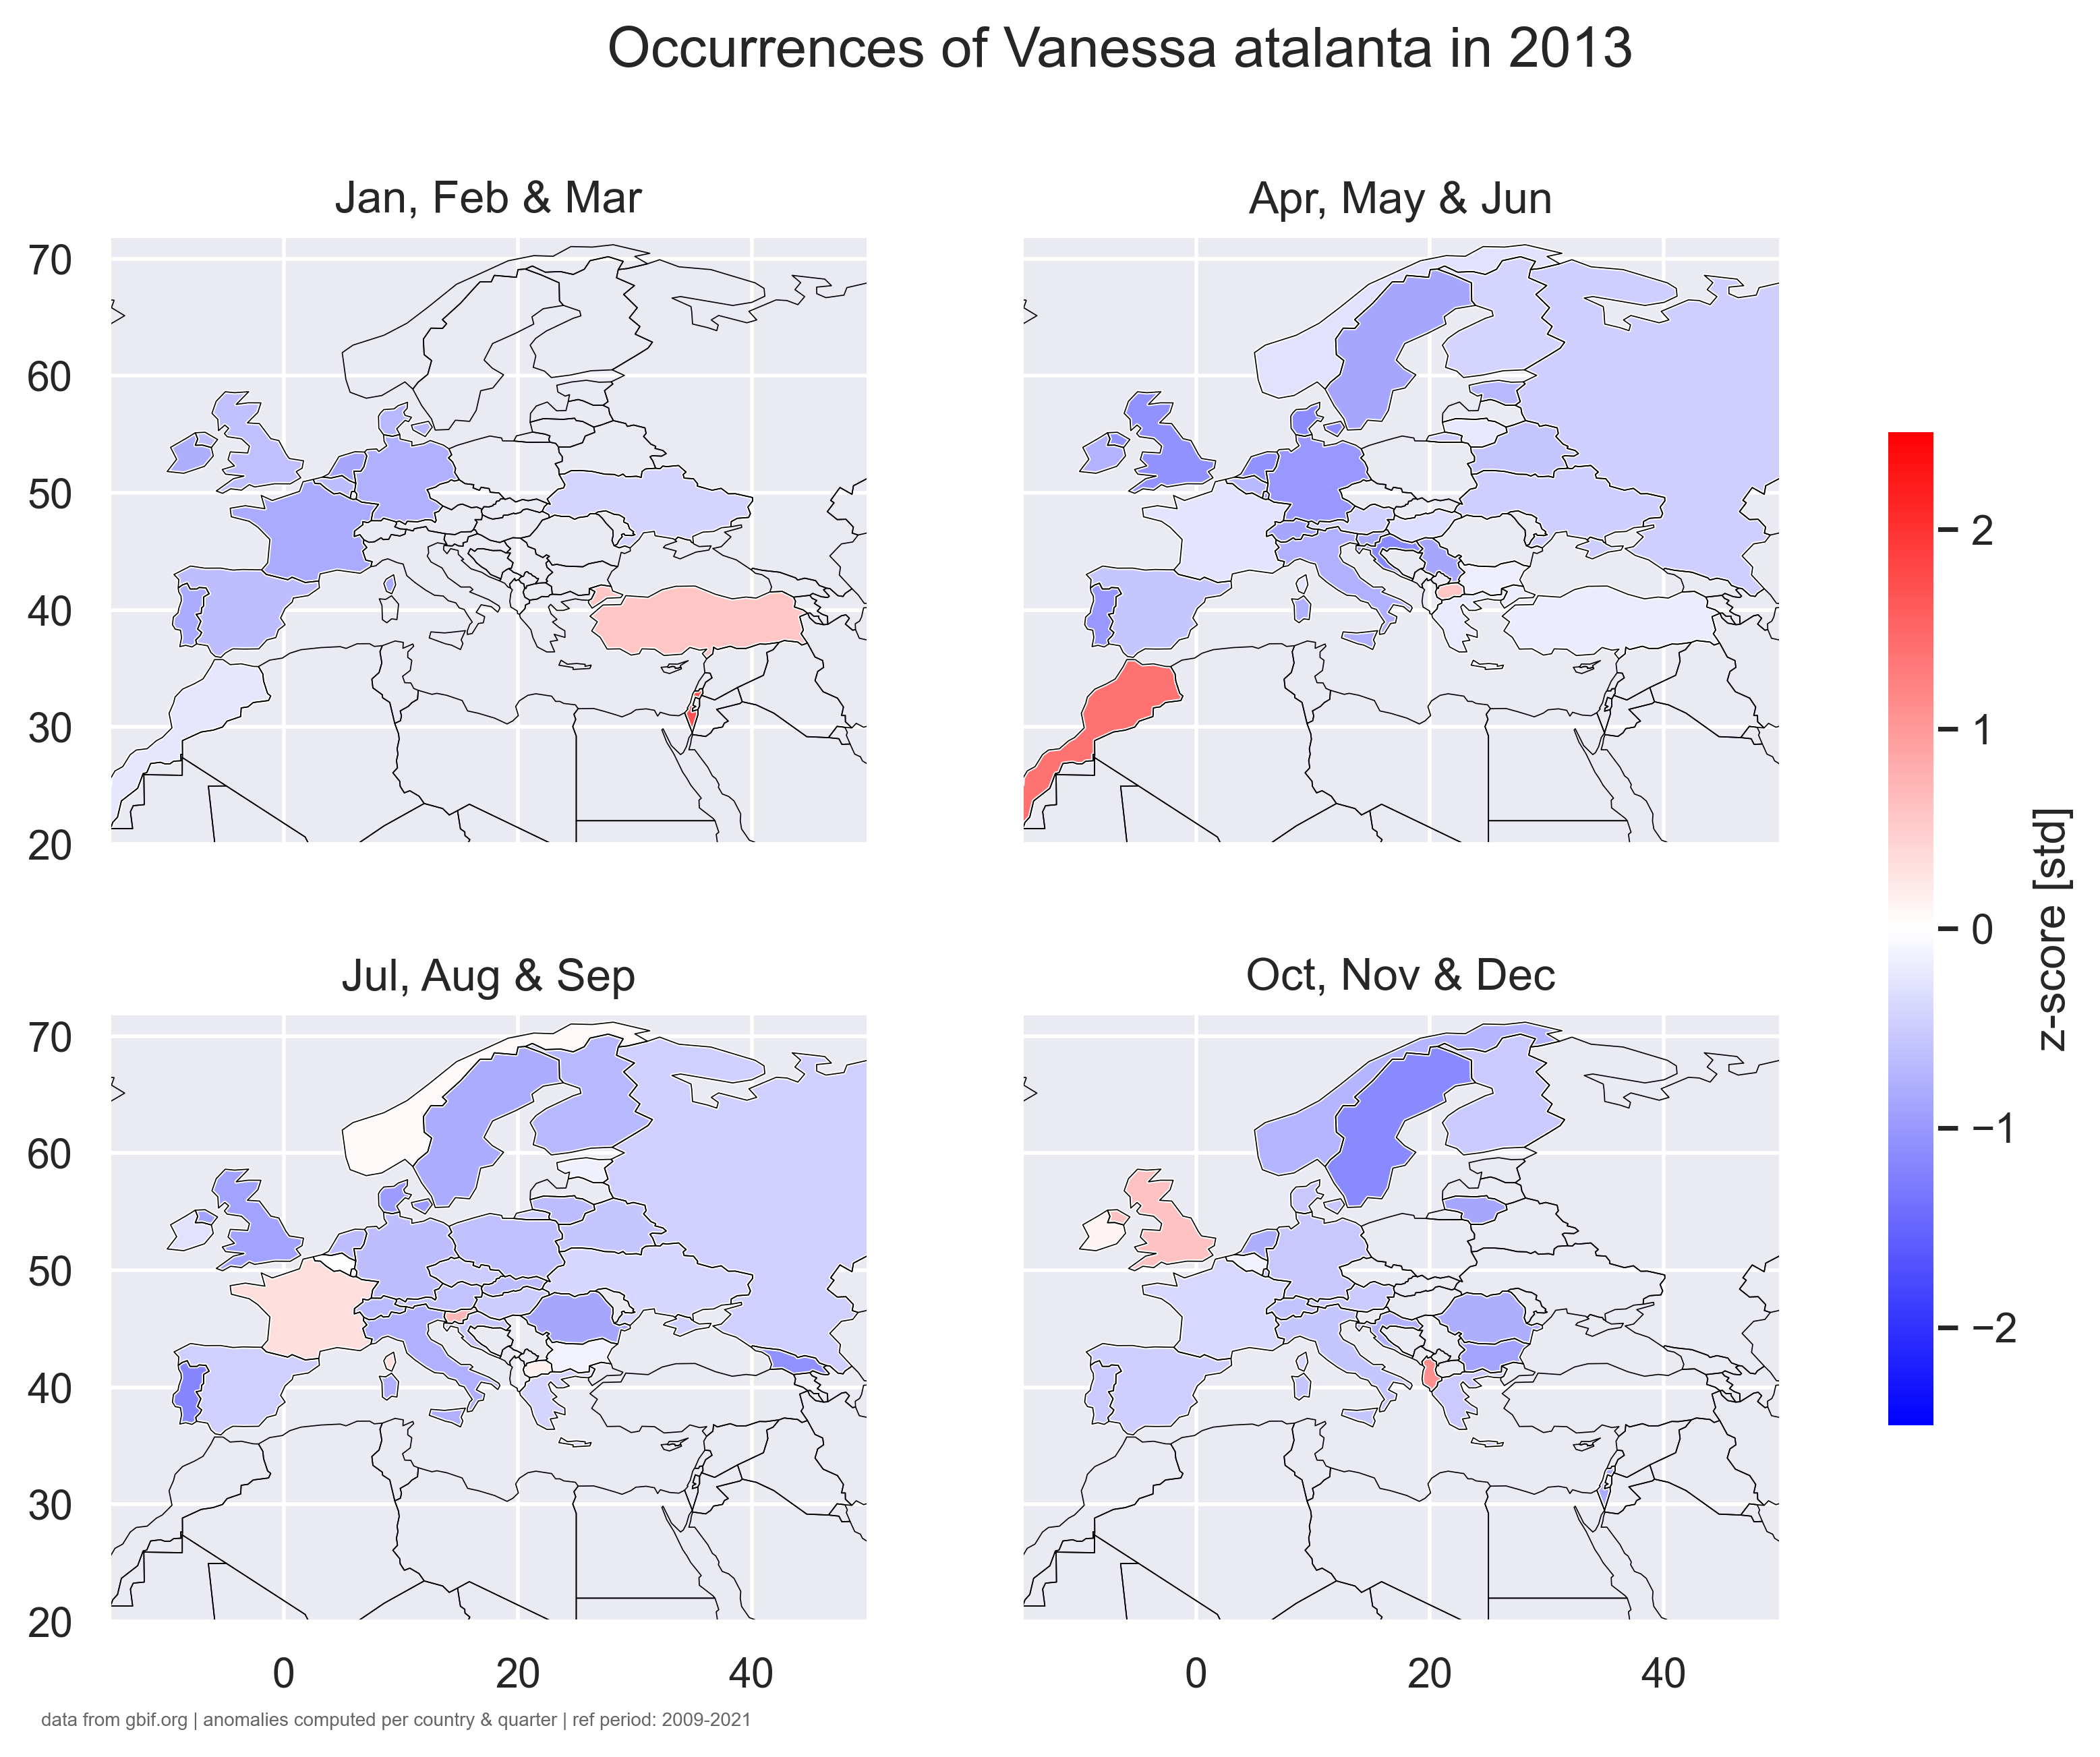 Occurrences of Vanessa atalanta in 2013
Jan, Feb & Mar
Apr, May & Jun
70
60
50
40
30
20
2
1
0
−1
−2
z-score [std]
Jul, Aug & Sep
Oct, Nov & Dec
70
60
50
40
30
20
0 20 40
0 20 40
data from gbif.org | anomalies computed per country & quarter | ref period: 2009-2021